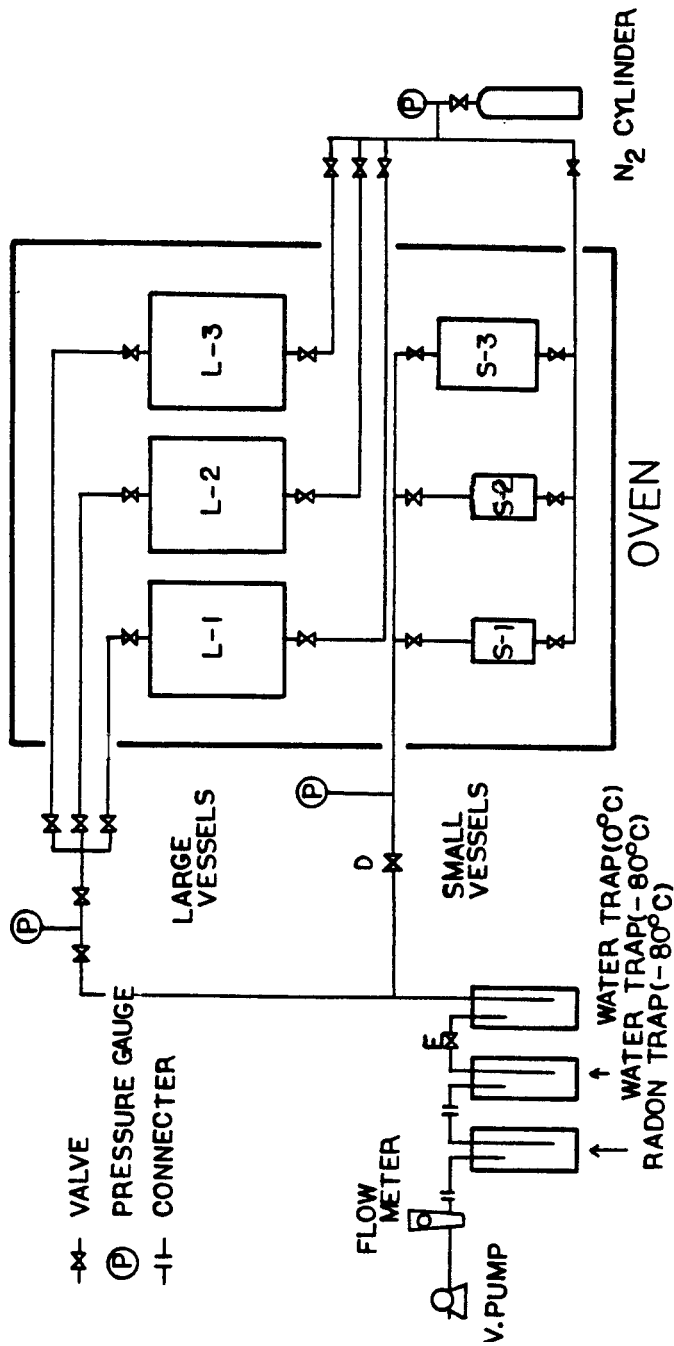 VALVE
P PRESSURE GAUGE
CONNECTER
P
LARGE
VESSELS
L-1
L-2
L-3
P
D
SMALL
VESSELS
S-1
S-2
S-3
OVEN
P
N2 CYLINDER
FLOW
METER
V.PUMP
E
WATER TRAP(0°C)
WATER TRAP(-80°C)
RADON TRAP(-80°C)